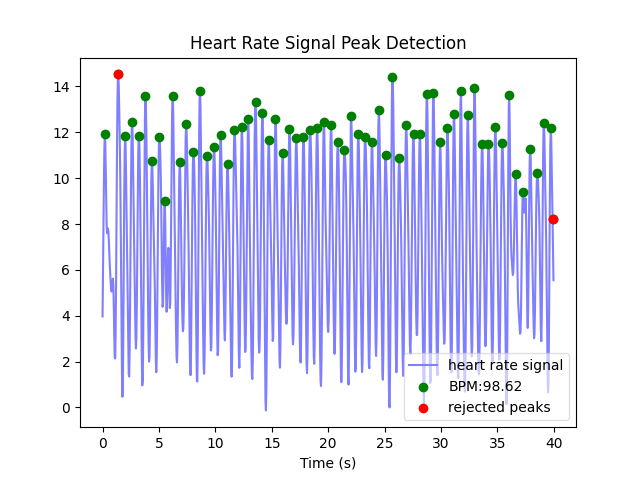 Heart Rate Signal Peak Detection
14
12
10
8
6
4
2
0
heart rate signal
BPM:98.62
rejected peaks
0 5 10 15 20 25 30 35 40
Time (s)